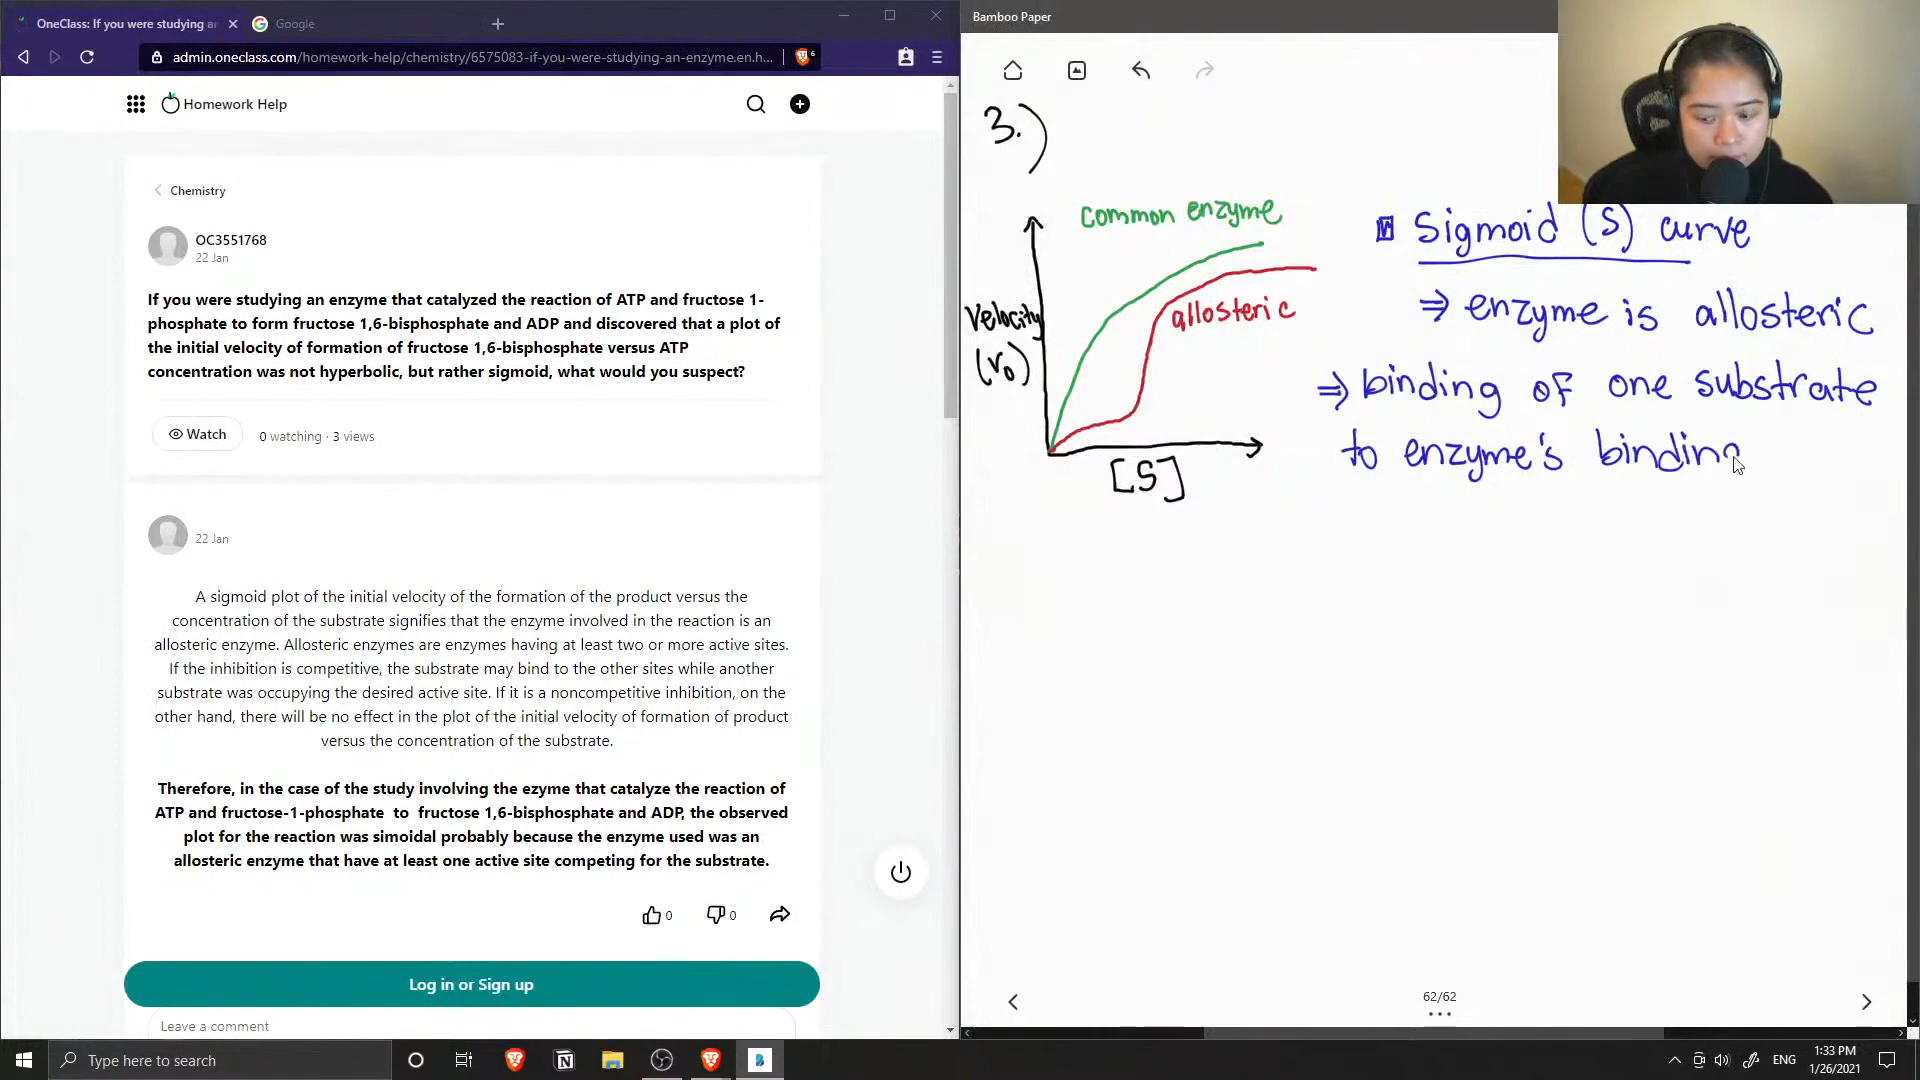 OneClass: If you were studying an
Google
admin.oneclass.com/homework-help/chemistry/6575083-if-you-were-studying-an-enzyme.en.h...
6
Homework Help
Chemistry
OC3551768
22 Jan
If you were studying an enzyme that catalyzed the reaction of ATP and fructose 1-
phosphate to form fructose 1,6-bisphosphate and ADP and discovered that a plot of
the initial velocity of formation of fructose 1,6-bisphosphate versus ATP
concentration was not hyperbolic, but rather sigmoid, what would you suspect?
Watch
0 watching · 3 views
22 Jan
A sigmoid plot of the initial velocity of the formation of the product versus the
concentration of the substrate signifies that the enzyme involved in the reaction is an
allosteric enzyme. Allosteric enzymes are enzymes having at least two or more active sites.
If the inhibition is competitive, the substrate may bind to the other sites while another
substrate was occupying the desired active site. If it is a noncompetitive inhibition, on the
other hand, there will be no effect in the plot of the initial velocity of formation of product
versus the concentration of the substrate.
Therefore, in the case of the study involving the ezyme that catalyze the reaction of
ATP and fructose-1-phosphate to fructose 1,6-bisphosphate and ADP, the observed
plot for the reaction was simoidal probably because the enzyme used was an
allosteric enzyme that have at least one active site competing for the substrate.
0
0
Log in or Sign up
Leave a comment
Bamboo Paper
3.)
common enzyme
allosteric
Velocity
(V₀)
[S]
Sigmoid (S) curve
⇒ enzyme is allosteric
⇒ binding of one substrate
to enzyme's binding
62/62
Type here to search
ENG
1:33 PM
1/26/2021